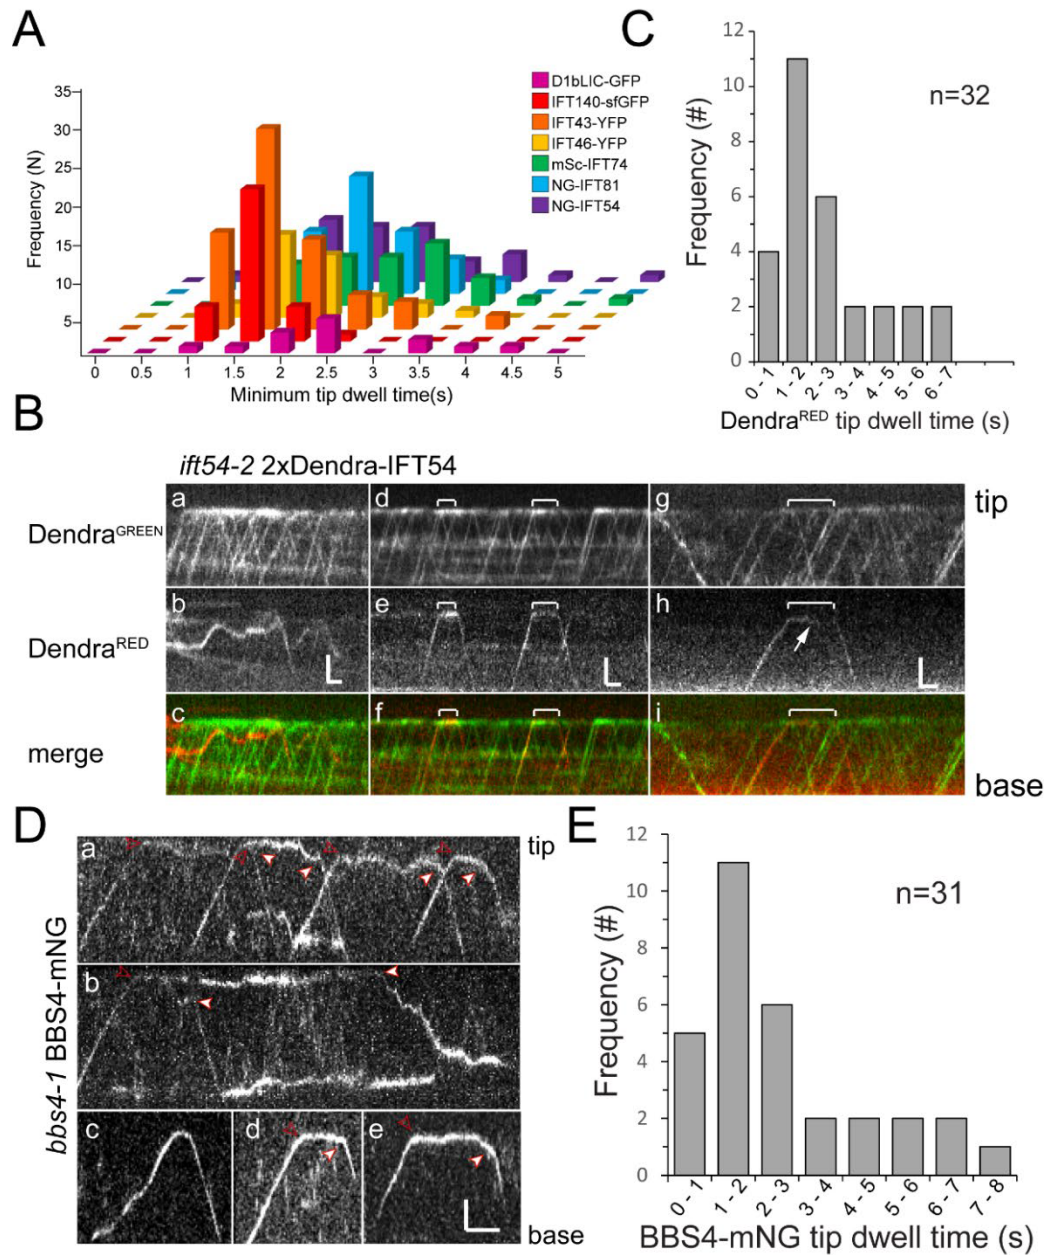 A
35
30
25
20
15
10
5
Frequency (N)
0 0.5 1 1.5 2 2.5 3 3.5 4 4.5 5
Minimum tip dwell time(s)
D1bLIC-GFP
IFT140-sfGFP
IFT43-YFP
IFT46-YFP
mSc-IFT74
NG-IFT81
NG-IFT54
C
12
10
8
6
4
2
0
Frequency (#)
n=32
0 - 1 1 - 2 2 - 3 3 - 4 4 - 5 5 - 6 6 - 7
DendraRED tip dwell time (s)
B
ift54-2 2xDendra-IFT54
a d g tip
DendraGREEN
b e h
DendraRED
c f i
merge
base
D
bbs4-1 BBS4-mNG
a tip
b
c d e
base
E
12
10
8
6
4
2
0
Frequency (#)
n=31
0 - 1 1 - 2 2 - 3 3 - 4 4 - 5 5 - 6 6 - 7 7 - 8
BBS4-mNG tip dwell time (s)